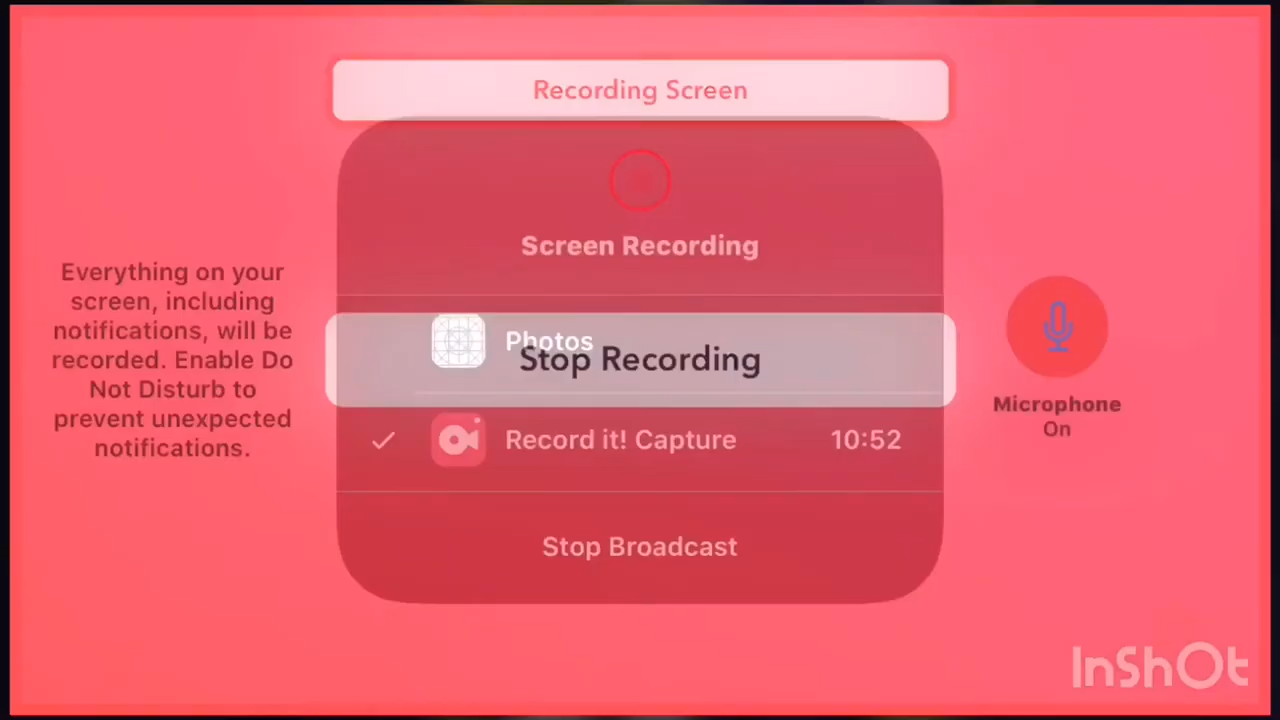 Recording Screen
Screen Recording
Everything on your
screen, including
notifications, will be
recorded. Enable Do
Not Disturb to
prevent unexpected
notifications.
Photos
Stop Recording
Record it! Capture 10:52
Microphone
On
Stop Broadcast
InShOt